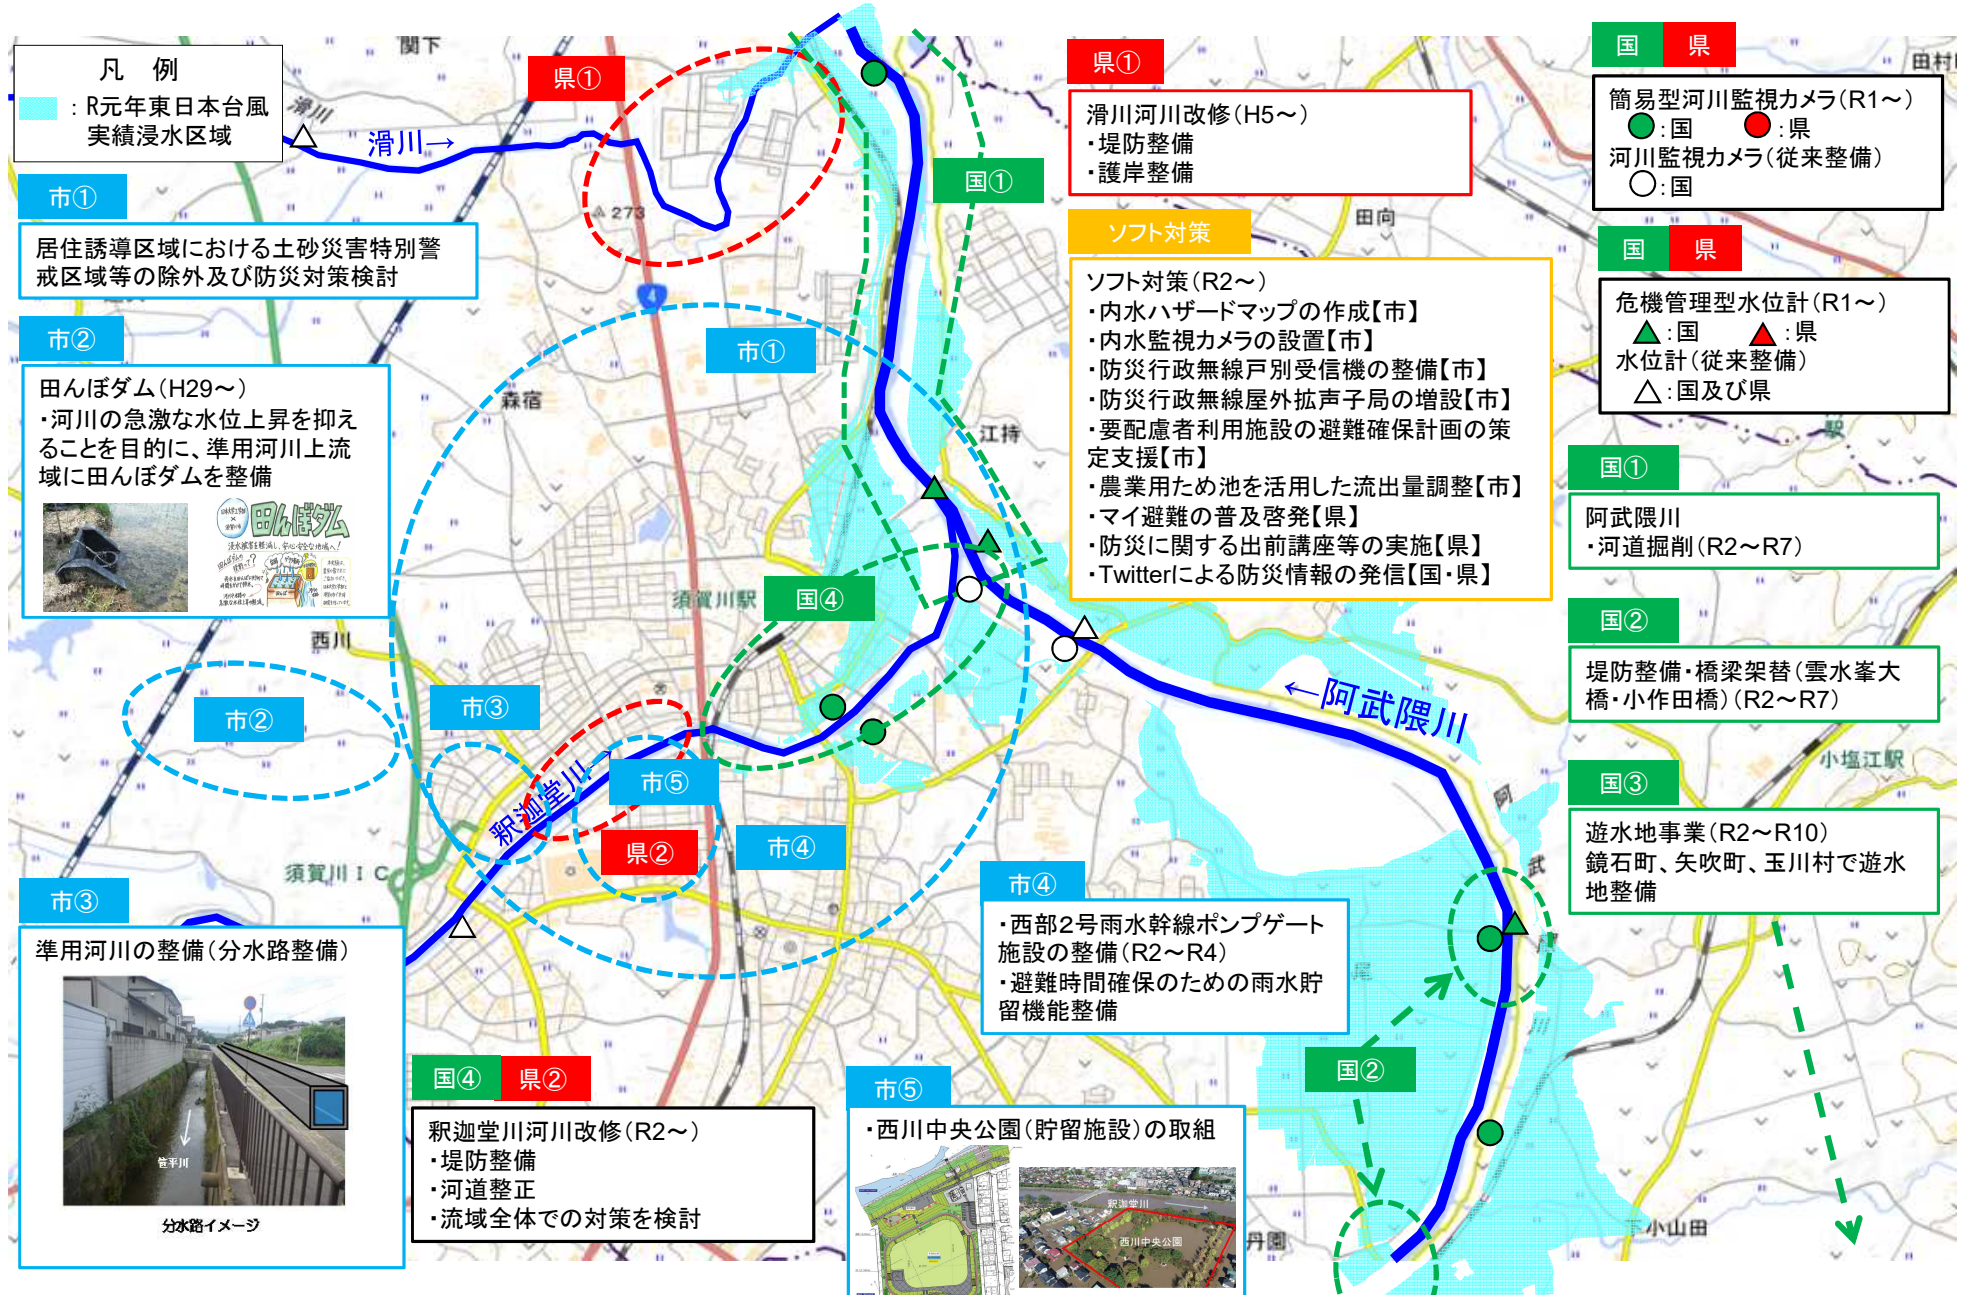 凡 例
：R元年東日本台風
実績浸水区域
関下
滑川
滑川→
県①
市①
居住誘導区域における土砂災害特別警
戒区域等の除外及び防災対策検討
市②
田んぼダム（H29～）
・河川の急激な水位上昇を抑え
ることを目的に、準用河川上流
域に田んぼダムを整備
田んぼダム
市③
準用河川の整備（分水路整備）
笹平川
分水路イメージ
273
4
国①
市①
森宿
江持
須賀川駅
国④
西川
市②
市③
釈迦堂川→
市⑤
県②
市④
須賀川IC
←阿武隈川
県①
滑川河川改修（H5～）
・堤防整備
・護岸整備
田向
ソフト対策
ソフト対策（R2～）
・内水ハザードマップの作成【市】
・内水監視カメラの設置【市】
・防災行政無線戸別受信機の整備【市】
・防災行政無線屋外拡声子局の増設【市】
・要配慮者利用施設の避難確保計画の策
定支援【市】
・農業用ため池を活用した流出量調整【市】
・マイ避難の普及啓発【県】
・防災に関する出前講座等の実施【県】
・Twitterによる防災情報の発信【国・県】
国 県
簡易型河川監視カメラ（R1～）
：国 ：県
河川監視カメラ（従来整備）
：国
田村
国 県
危機管理型水位計（R1～）
：国 ：県
水位計（従来整備）
：国及び県
駅
国①
阿武隈川
・河道掘削（R2～R7）
国②
堤防整備・橋梁架替（雲水峯大
橋・小作田橋）（R2～R7）
小塩江駅
国③
遊水地事業（R2～R10）
鏡石町、矢吹町、玉川村で遊水
地整備
阿
武
隈
市④
・西部２号雨水幹線ポンプゲート
施設の整備（R2～R4）
・避難時間確保のための雨水貯
留機能整備
国②
国④ 県②
釈迦堂川河川改修（R2～）
・堤防整備
・河道整正
・流域全体での対策を検討
市⑤
・西川中央公園（貯留施設）の取組
釈迦堂川
西川中央公園
丹園
小山田